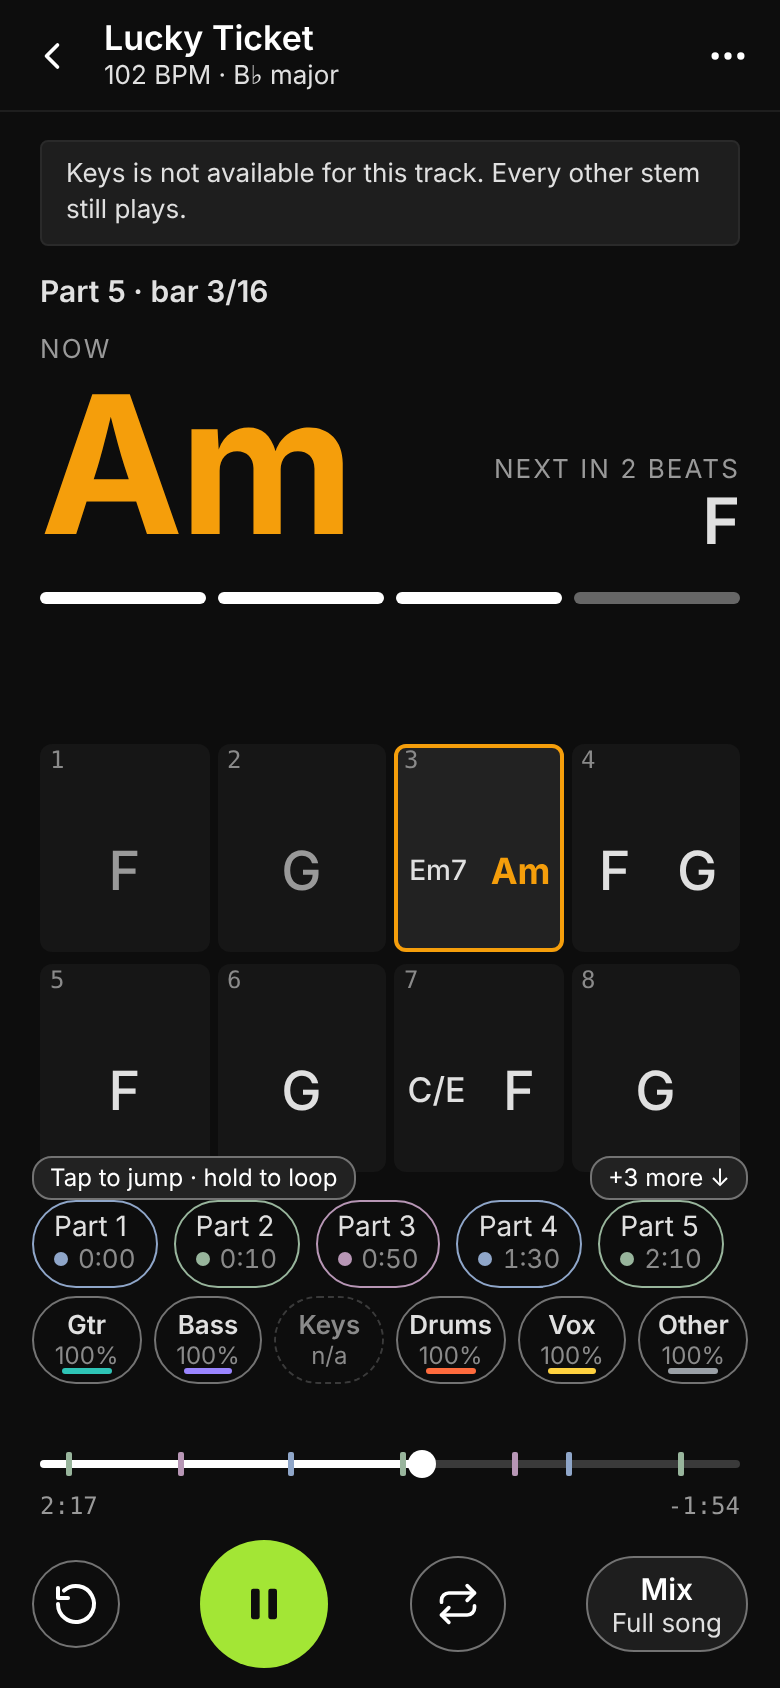 Lucky Ticket
102 BPM · B♭ major
Keys is not available for this track. Every other stem
still plays.
Part 5 · bar 3/16
NOW
Am
NEXT IN 2 BEATS
F
1 2 3 4
F G Em7 Am F G
5 6 7 8
F G C/E F G
Tap to jump · hold to loop +3 more ↓
Part 1 Part 2 Part 3 Part 4 Part 5
0:00 0:10 0:50 1:30 2:10
Gtr Bass Keys Drums Vox Other
100% 100% n/a 100% 100% 100%
2:17 -1:54
Mix
Full song